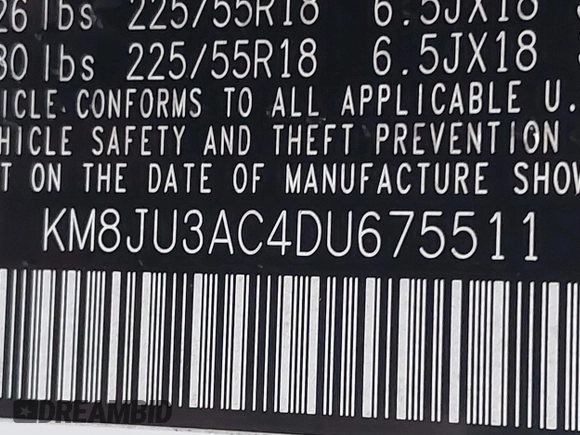 26 lbs 225/55R18 6.5JX18
80 lbs 225/55R18 6.5JX18
ICLE CONFORMS TO ALL APPLICABLE U.
HICLE SAFETY AND THEFT PREVENTION
T ON THE DATE OF MANUFACTURE SHOW
KM8JU3AC4DU675511
DREAMBID